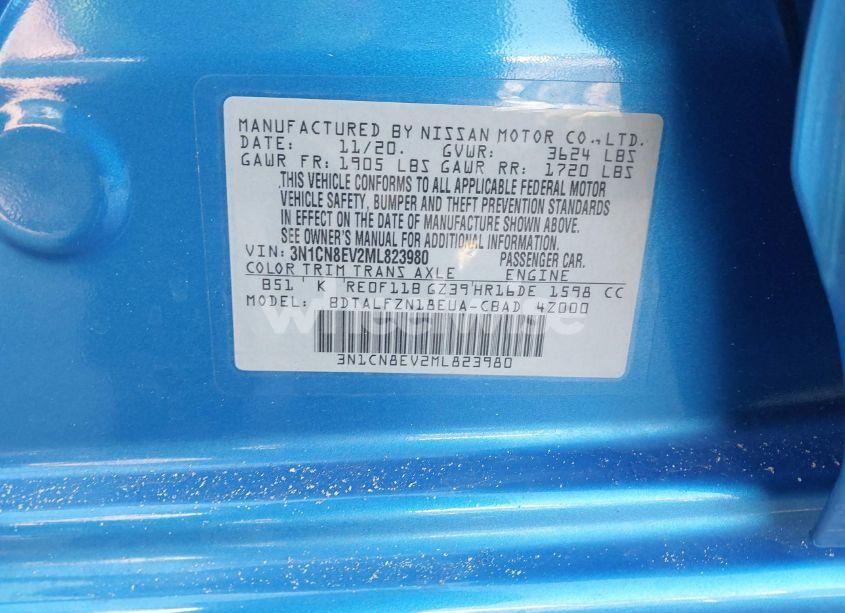 MANUFACTURED BY NISSAN MOTOR CO.,LTD.
DATE: 11/20. GVWR: 3624 LBS
GAWR FR: 1905 LBS GAWR RR: 1720 LBS
THIS VEHICLE CONFORMS TO ALL APPLICABLE FEDERAL MOTOR
VEHICLE SAFETY, BUMPER AND THEFT PREVENTION STANDARDS
IN EFFECT ON THE DATE OF MANUFACTURE SHOWN ABOVE.
SEE OWNER'S MANUAL FOR ADDITIONAL INFORMATION.
VIN: 3N1CN8EV2ML823980 PASSENGER CAR.
COLOR TRIM TRANS AXLE ENGINE
B51 K RE0F11B GZ39 HR16DE 1598 CC
MODEL: BDTALFZN18EUA-CBAD 4Z000
3N1CN8EV2ML823980